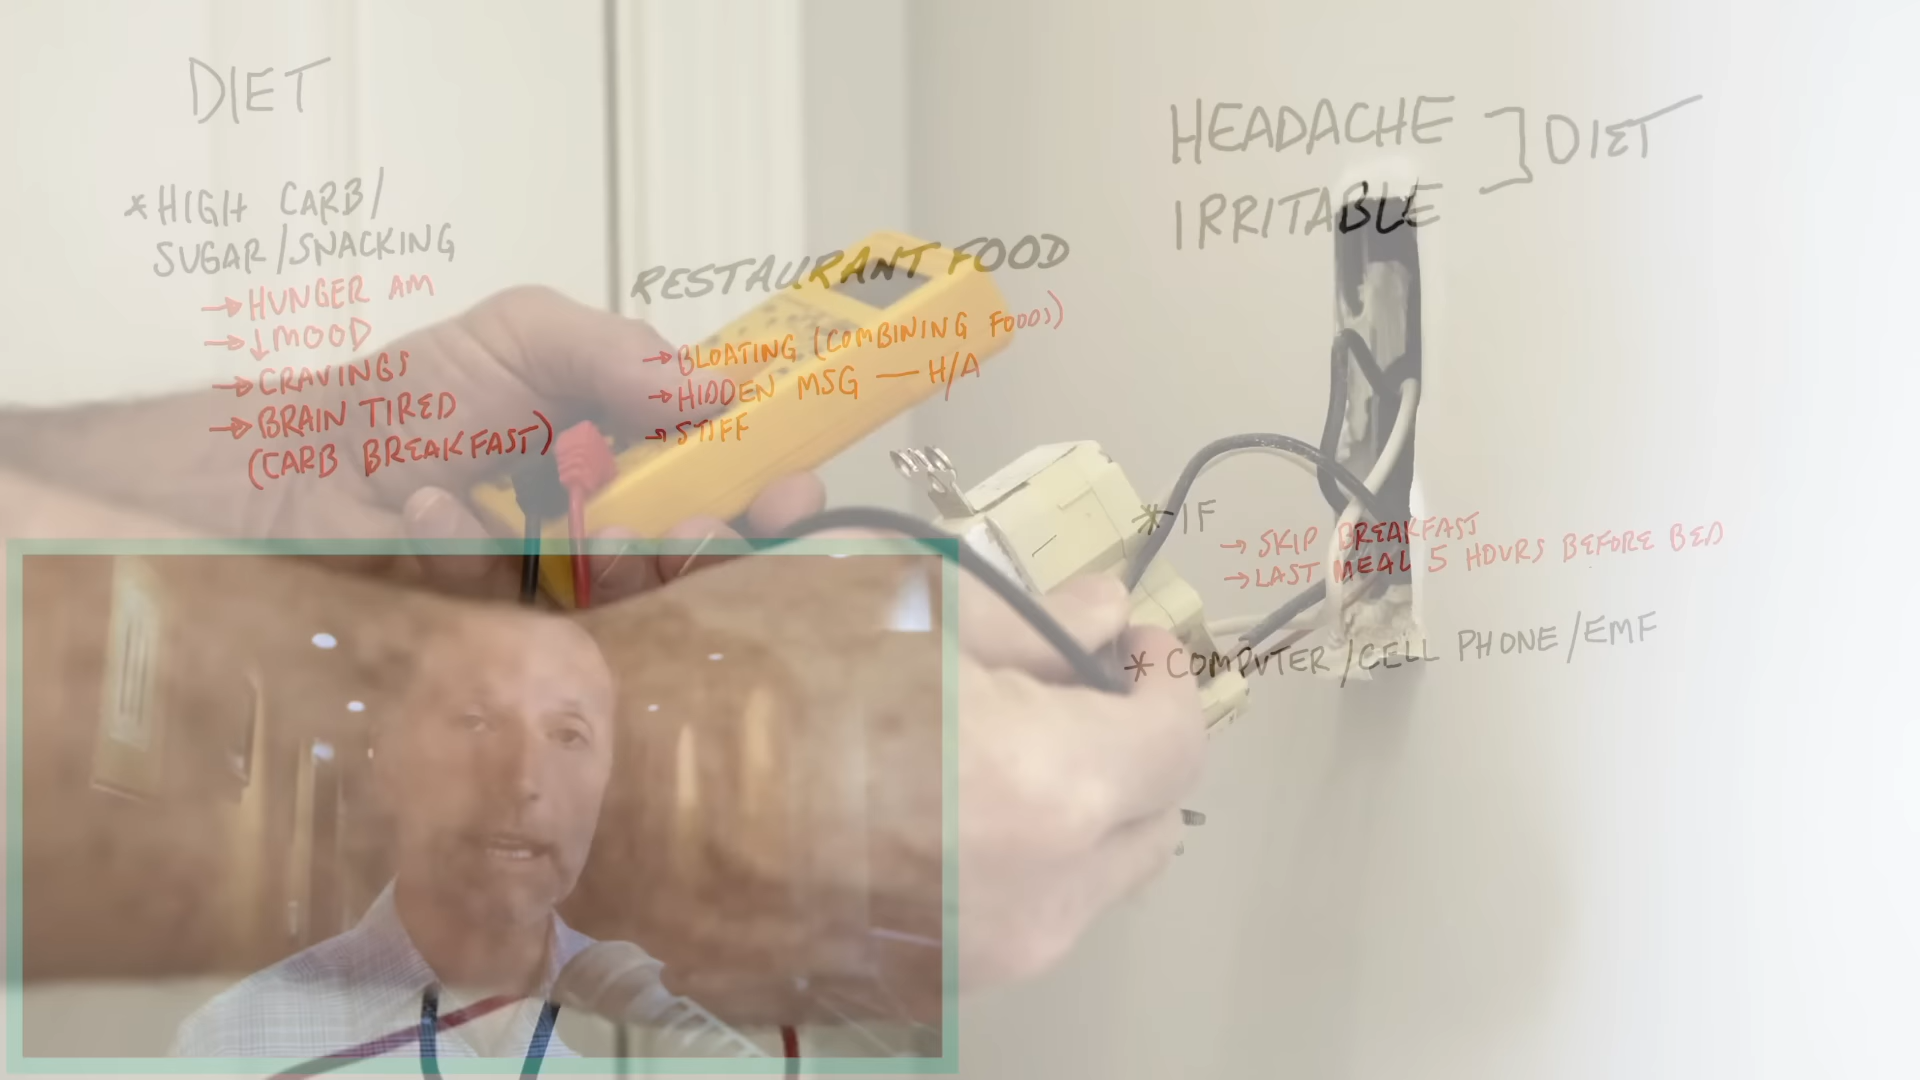 DIET
*HIGH CARB/
SUGAR/SNACKING
→HUNGER AM
→↓MOOD
→CRAVINGS
→BRAIN TIRED
(CARB BREAKFAST)
RESTAURANT FOOD
→BLOATING (COMBINING FOODS)
→HIDDEN MSG — H/A
→STIFF
HEADACHE
IRRITABLE
] DIET
*IF
→SKIP BREAKFAST
→LAST MEAL 5 HOURS BEFORE BED
* COMPUTER/CELL PHONE/EMF